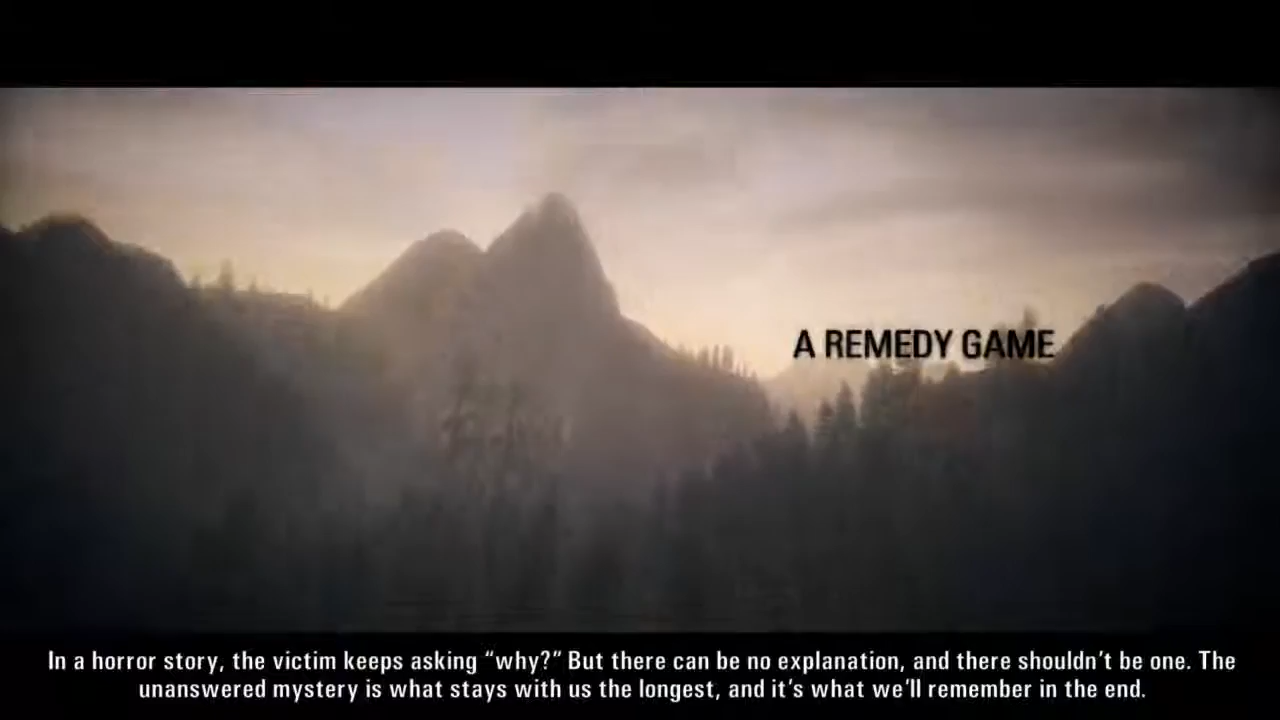 A REMEDY GAME
In a horror story, the victim keeps asking “why?” But there can be no explanation, and there shouldn’t be one. The
unanswered mystery is what stays with us the longest, and it’s what we’ll remember in the end.